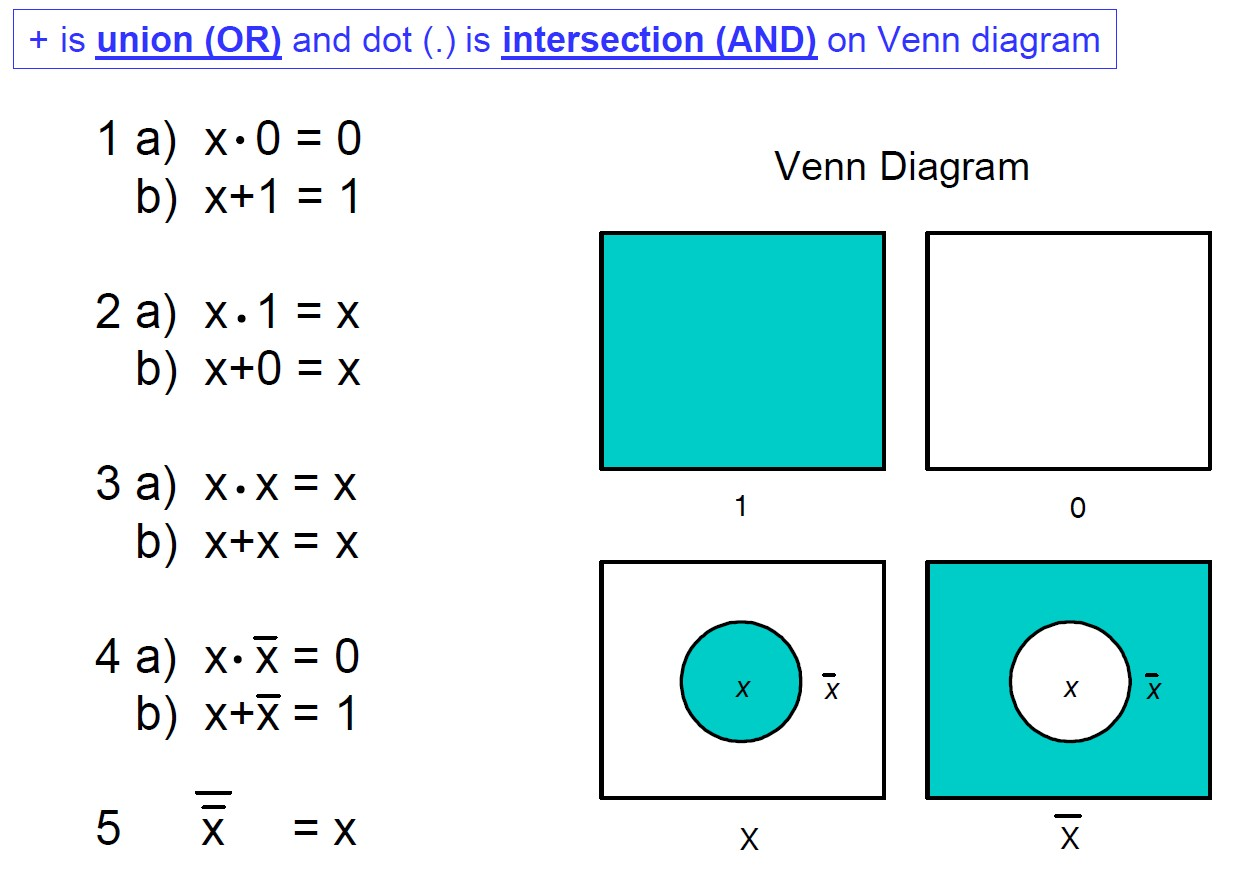 + is union (OR) and dot (.) is intersection (AND) on Venn diagram
1 a) x·0 = 0
b) x+1 = 1
2 a) x.1 = x
b) x+0 = x
3 a) x.x = x
b) x+x = x
4 a) x·x̅ = 0
b) x+x̅ = 1
5 x̿ = x
Venn Diagram
1
0
x x̅
x x̅
X
X̅